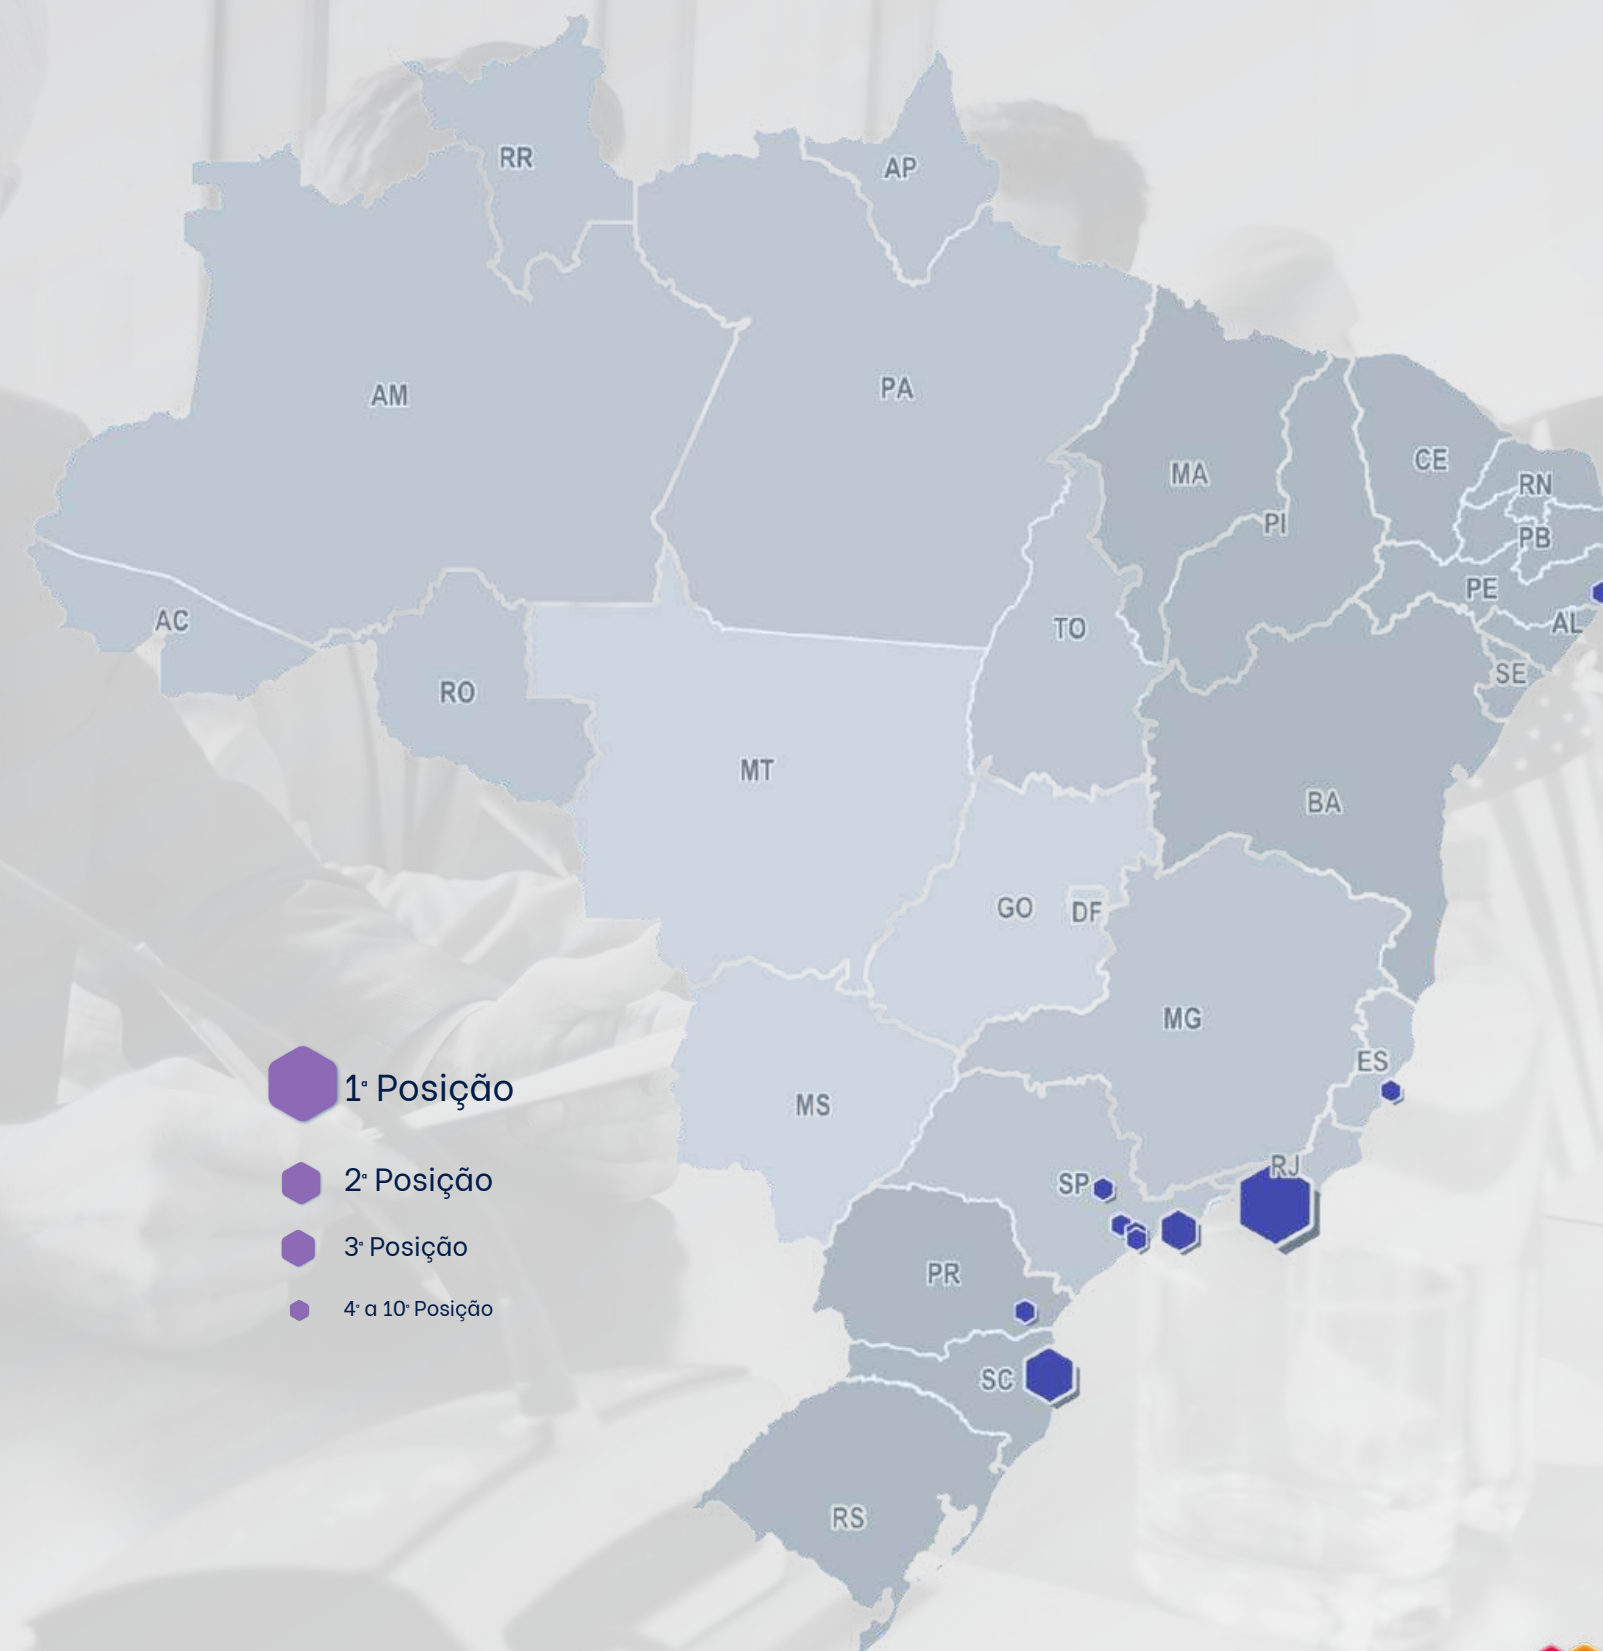 RR
AP
AM
PA
MA
CE
RN
PI
PB
PE
AC
TO
AL
SE
RO
MT
BA
GO
DF
MG
ES
1ª Posição
MS
RJ
2ª Posição
SP
3ª Posição
PR
4ª a 10ª Posição
SC
RS